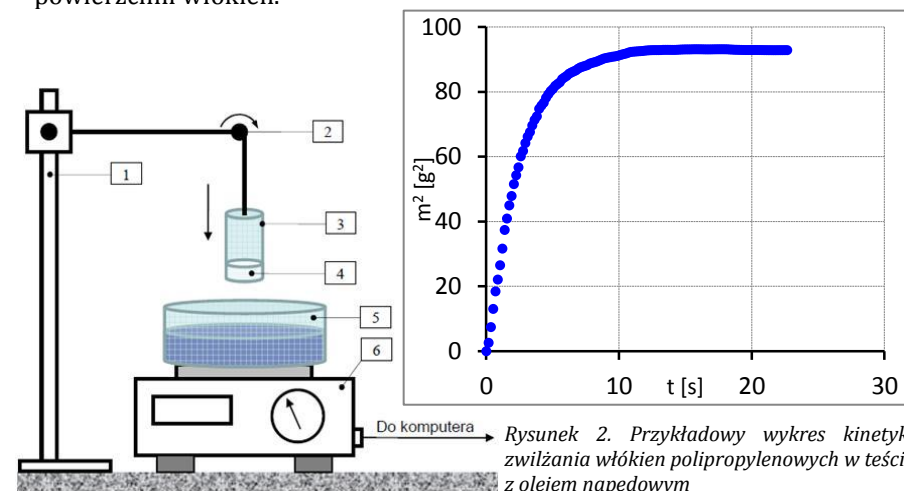 powierzchni włókien.
1
2
3
4
5
6
Do komputera
m² [g²]
100
80
60
40
20
0
0
10
t [s]
20
30
Rysunek 2. Przykładowy wykres kinetyk
zwilżania włókien polipropylenowych w teści
z olejem napędowym